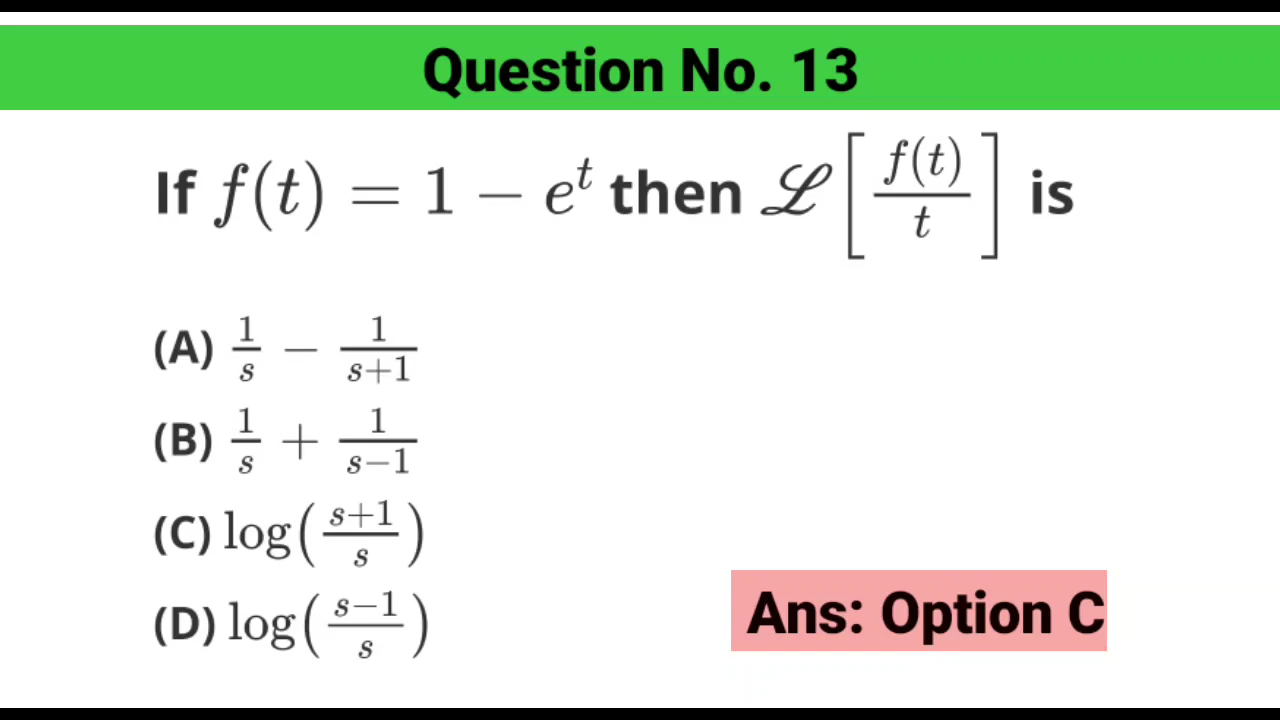 Question No. 13
If f(t) = 1 − e^t then ℒ[f(t)/t] is
(A) 1/s − 1/(s+1)
(B) 1/s + 1/(s−1)
(C) log((s+1)/s)
(D) log((s−1)/s)
Ans: Option C